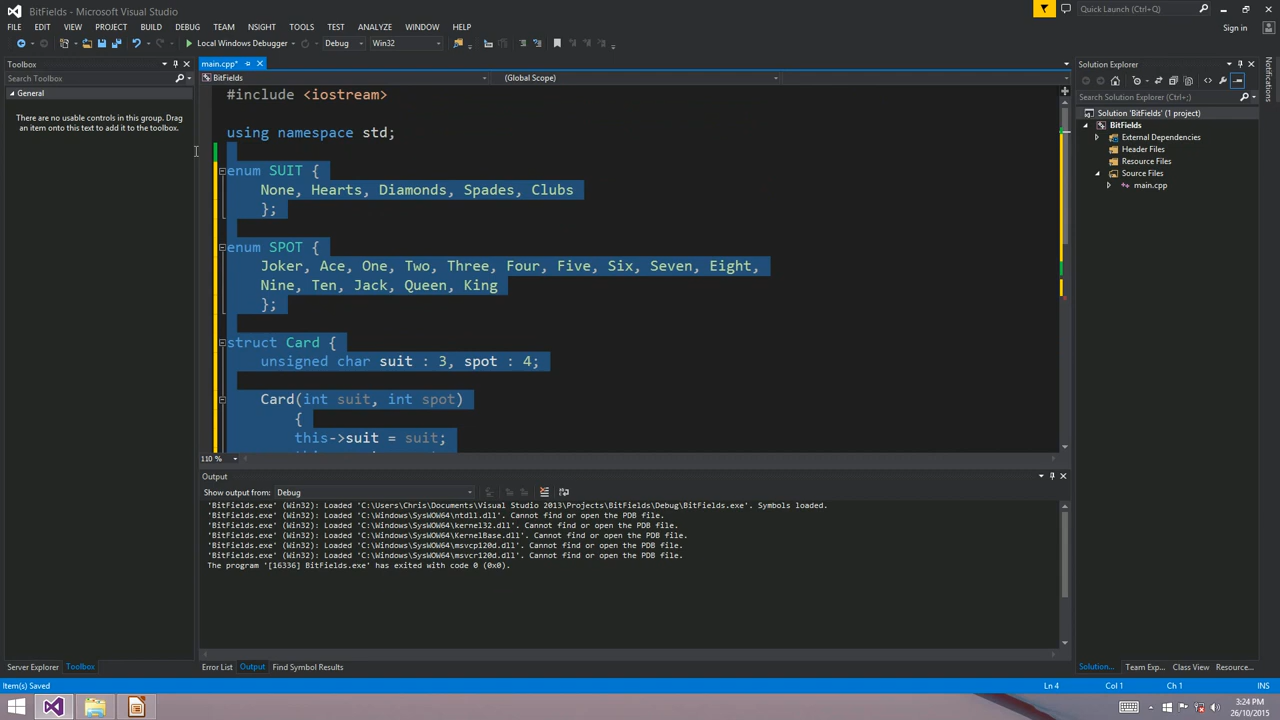 BitFields - Microsoft Visual Studio
Quick Launch (Ctrl+Q)
FILE EDIT VIEW PROJECT BUILD DEBUG TEAM NSIGHT TOOLS TEST ANALYZE WINDOW HELP
Sign in
Local Windows Debugger Debug Win32
Toolbox
Search Toolbox
General
There are no usable controls in this group. Drag
an item onto this text to add it to the toolbox.
main.cpp*
BitFields (Global Scope)
#include <iostream>
using namespace std;
enum SUIT {
None, Hearts, Diamonds, Spades, Clubs
};
enum SPOT {
Joker, Ace, One, Two, Three, Four, Five, Six, Seven, Eight,
Nine, Ten, Jack, Queen, King
};
struct Card {
unsigned char suit : 3, spot : 4;
Card(int suit, int spot)
{
this->suit = suit;
110 %
Output
Show output from: Debug
'BitFields.exe' (Win32): Loaded 'C:\Users\Chris\Documents\Visual Studio 2013\Projects\BitFields\Debug\BitFields.exe'. Symbols loaded.
'BitFields.exe' (Win32): Loaded 'C:\Windows\SysWOW64\ntdll.dll'. Cannot find or open the PDB file.
'BitFields.exe' (Win32): Loaded 'C:\Windows\SysWOW64\kernel32.dll'. Cannot find or open the PDB file.
'BitFields.exe' (Win32): Loaded 'C:\Windows\SysWOW64\KernelBase.dll'. Cannot find or open the PDB file.
'BitFields.exe' (Win32): Loaded 'C:\Windows\SysWOW64\msvcp120d.dll'. Cannot find or open the PDB file.
'BitFields.exe' (Win32): Loaded 'C:\Windows\SysWOW64\msvcr120d.dll'. Cannot find or open the PDB file.
The program '[16336] BitFields.exe' has exited with code 0 (0x0).
Solution Explorer
Search Solution Explorer (Ctrl+;)
Solution 'BitFields' (1 project)
BitFields
External Dependencies
Header Files
Resource Files
Source Files
main.cpp
Notifications
Server Explorer Toolbox
Error List Output Find Symbol Results
Solution... Team Exp... Class View Resource...
Item(s) Saved
Ln 4 Col 1 Ch 1 INS
3:24 PM
26/10/2015